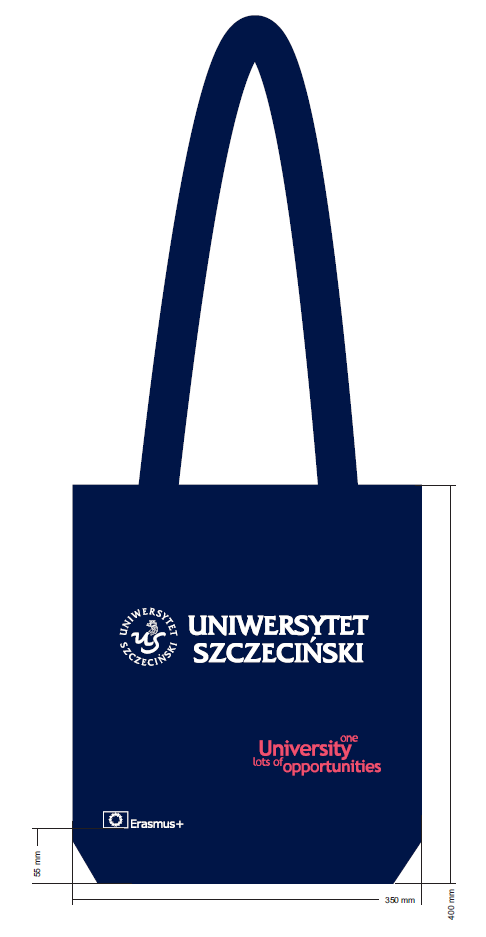 UNIWERSYTET SZCZECIŃSKI
UNIWERSYTET
SZCZECIŃSKI
one
University
lots of opportunities
Erasmus+
55 mm
350 mm
400 mm